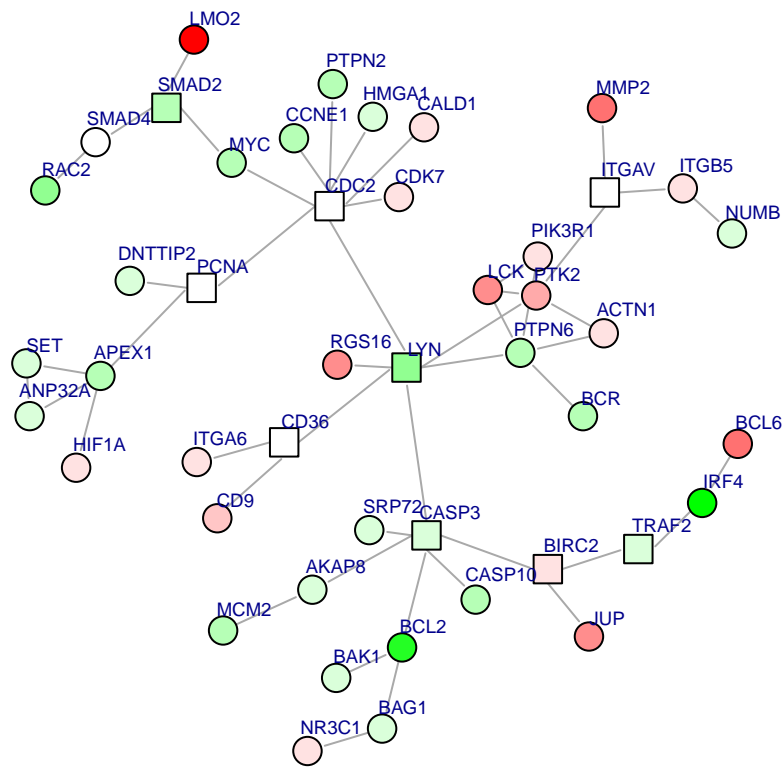 LMO2
PTPN2
SMAD2
MMP2
HMGA1
CALD1
CCNE1
SMAD4
MYC
RAC2
CDC2
CDK7
ITGAV
ITGB5
NUMB
PIK3R1
DNTTIP2
PCNA
LCK
PTK2
ACTN1
PTPN6
SET
APEX1
RGS16
LYN
ANP32A
BCR
CD36
BCL6
HIF1A
ITGA6
IRF4
CD9
SRP72
CASP3
TRAF2
BIRC2
AKAP8
CASP10
MCM2
BCL2
JUP
BAK1
BAG1
NR3C1